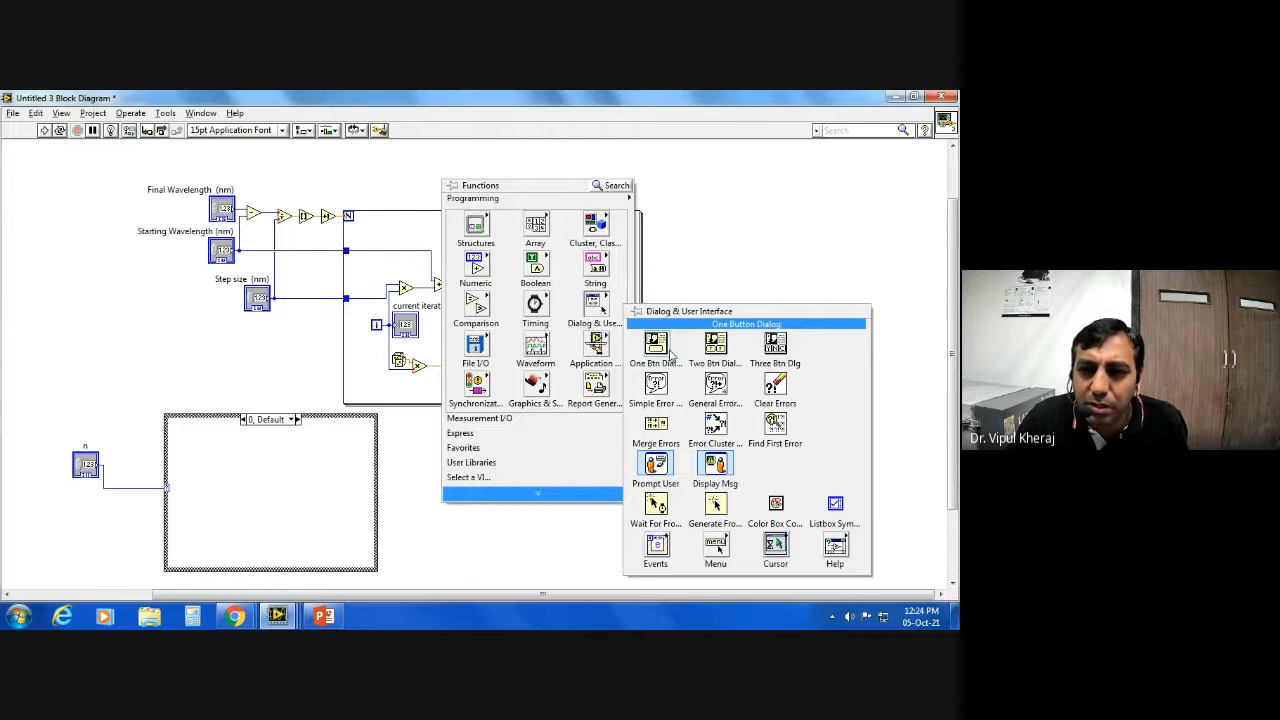 Untitled 3 Block Diagram *
File Edit View Project Operate Tools Window Help
15pt Application Font
Search
Final Wavelength (nm)
Starting Wavelength (nm)
Step size (nm)
current iterat
N
i
123
n
0, Default
Functions
Search
Programming
Structures Array Cluster, Clas...
Numeric Boolean String
Comparison Timing Dialog & Use...
File I/O Waveform Application ...
Synchronizat... Graphics & S... Report Gener...
Measurement I/O
Express
Favorites
User Libraries
Select a VI...
Dialog & User Interface
One Button Dialog
One Btn Dial... Two Btn Dial... Three Btn Dlg
Simple Error ... General Error... Clear Errors
Merge Errors Error Cluster ... Find First Error
Prompt User Display Msg
Wait For Fro... Generate Fro... Color Box Co... Listbox Sym...
Events Menu Cursor Help
12:24 PM
05-Oct-21
Dr. Vipul Kheraj